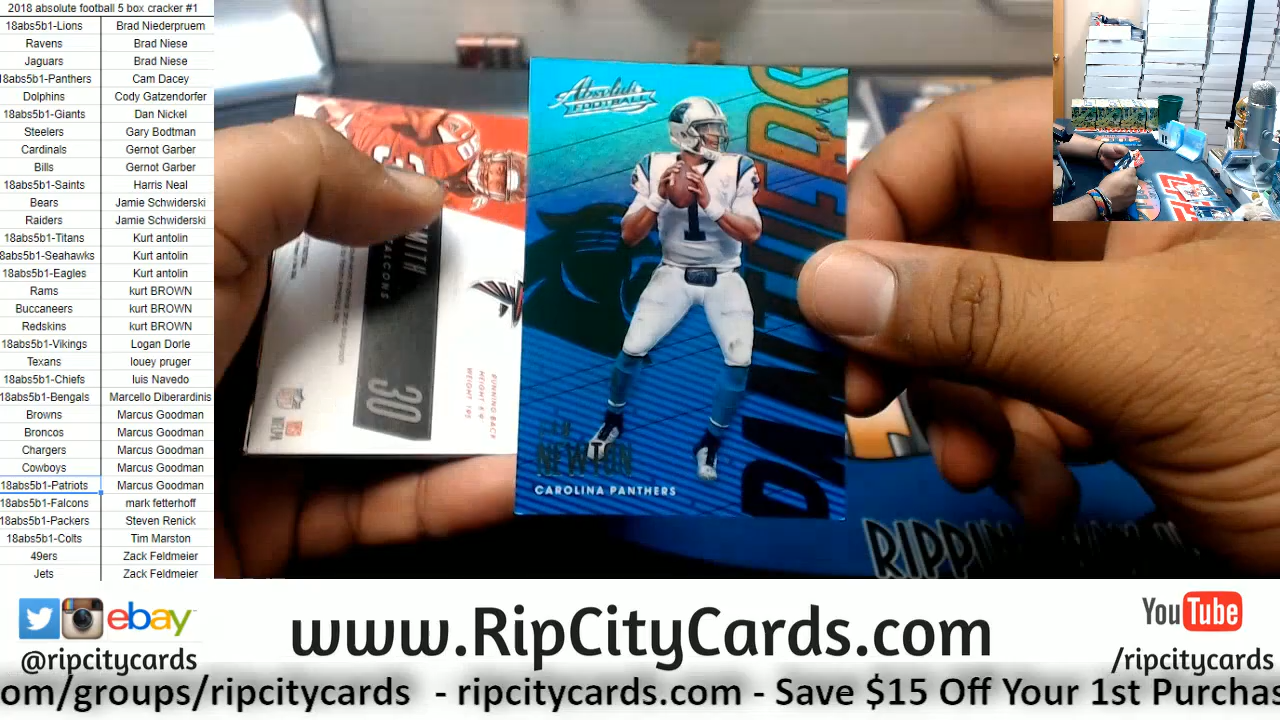 2018 absolute football 5 box cracker #1
18abs5b1-Lions Brad Niederpruem
Ravens Brad Niese
Jaguars Brad Niese
18abs5b1-Panthers Cam Dacey
Dolphins Cody Gatzendorfer
18abs5b1-Giants Dan Nickel
Steelers Gary Bodtman
Cardinals Gernot Garber
Bills Gernot Garber
18abs5b1-Saints Harris Neal
Bears Jamie Schwiderski
Raiders Jamie Schwiderski
18abs5b1-Titans Kurt antolin
8abs5b1-Seahawks Kurt antolin
18abs5b1-Eagles Kurt antolin
Rams kurt BROWN
Buccaneers kurt BROWN
Redskins kurt BROWN
18abs5b1-Vikings Logan Dorle
Texans louey pruger
18abs5b1-Chiefs luis Navedo
18abs5b1-Bengals Marcello Diberardinis
Browns Marcus Goodman
Broncos Marcus Goodman
Chargers Marcus Goodman
Cowboys Marcus Goodman
18abs5b1-Patriots Marcus Goodman
18abs5b1-Falcons mark fetterhoff
18abs5b1-Packers Steven Renick
18abs5b1-Colts Tim Marston
49ers Zack Feldmeier
Jets Zack Feldmeier
Absolute
FOOTBALL
PANTHERS
1
NEWTON
CAROLINA PANTHERS
30
RUNNING BACK
ebay
@ripcitycards
www.RipCityCards.com
YouTube
/ripcitycards
om/groups/ripcitycards - ripcitycards.com - Save $15 Off Your 1st Purchas